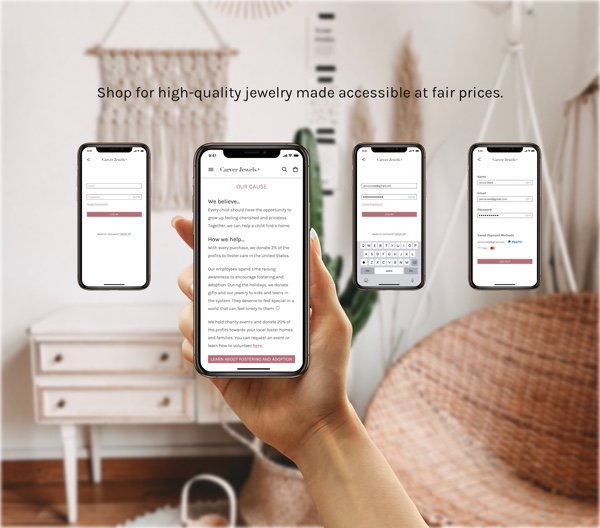 Shop for high-quality jewelry made accessible at fair prices.
9:41
Carver Jewels+
OUR CAUSE
We believe...
Every child should have the opportunity to
grow up feeling cherished and priceless.
Together, we can help a child find a home.
How we help...
With every purchase, we donate 2% of the
profits to foster care in the United States.
Our employees spend time raising
awareness to encourage fostering and
adoption. During the holidays, we donate
gifts and our jewelry to kids and teens in
the system. They deserve to feel special in a
world that can feel lonely to them ♡
We hold charity events and donate 20% of
the profits towards your local foster homes
and families. You can request an event or
learn how to volunteer here.
LEARN ABOUT FOSTERING AND ADOPTION
Carver Jewels+
Carver Jewels+
Q W E R T Y U I O P
A S D F G H J K L
Z X C V B N M
Carver Jewels+
Name
Email
Password
Saved Payment Methods
PayPal